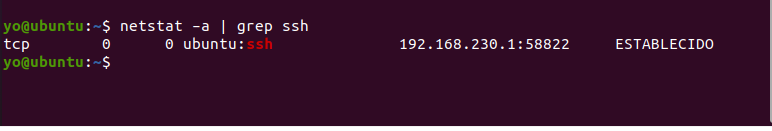 yo@ubuntu:~$ netstat -a | grep ssh
tcp        0      0 ubuntu:ssh              192.168.230.1:58822     ESTABLECIDO
yo@ubuntu:~$